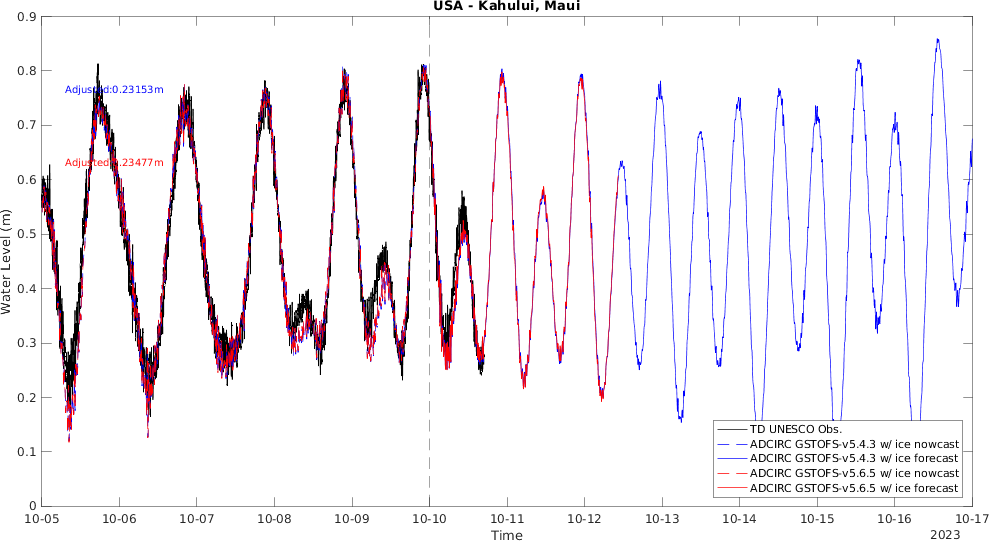 USA - Kahului, Maui
0.9
0.8
0.7
0.6
0.5
0.4
0.3
0.2
0.1
0
Water Level (m)
Adjusted:0.23153m
Adjusted:0.23477m
TD UNESCO Obs.
ADCIRC GSTOFS-v5.4.3 w/ ice nowcast
ADCIRC GSTOFS-v5.4.3 w/ ice forecast
ADCIRC GSTOFS-v5.6.5 w/ ice nowcast
ADCIRC GSTOFS-v5.6.5 w/ ice forecast
10-05 10-06 10-07 10-08 10-09 10-10 10-11 10-12 10-13 10-14 10-15 10-16 10-17
Time
2023